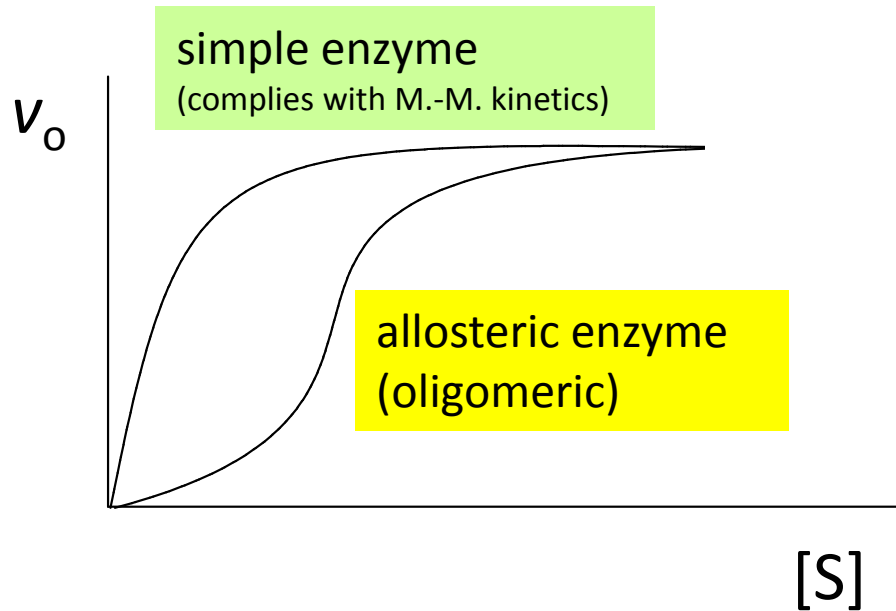 simple enzyme
(complies with M.-M. kinetics)
vo
allosteric enzyme
(oligomeric)
[S]